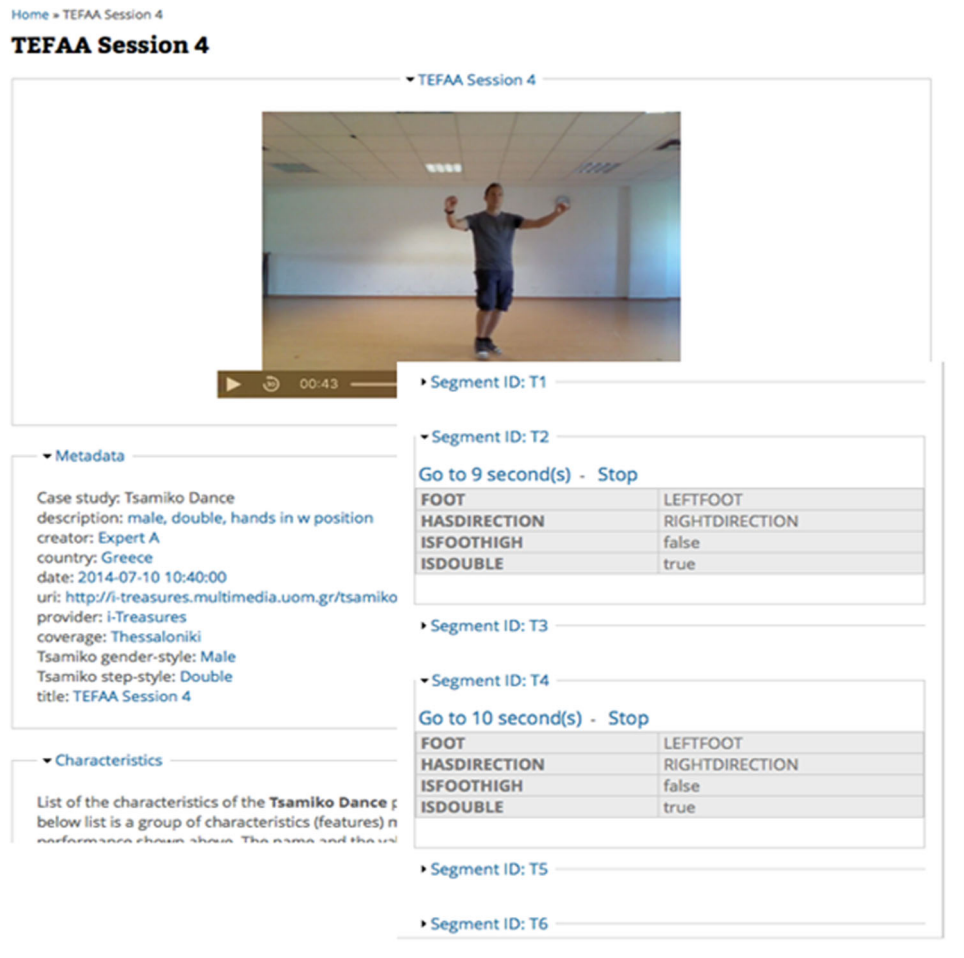 Home » TEFAA Session 4
TEFAA Session 4
TEFAA Session 4
00:43
Metadata
Case study: Tsamiko Dance
description: male, double, hands in w position
creator: Expert A
country: Greece
date: 2014-07-10 10:40:00
uri: http://i-treasures.multimedia.uom.gr/tsamiko
provider: i-Treasures
coverage: Thessaloniki
Tsamiko gender-style: Male
Tsamiko step-style: Double
title: TEFAA Session 4
Characteristics
List of the characteristics of the Tsamiko Dance
below list is a group of characteristics (features)
performance shown above. The name and the
Segment ID: T1
Segment ID: T2
Go to 9 second(s) - Stop
FOOT LEFTFOOT
HASDIRECTION RIGHTDIRECTION
ISFOOTHIGH false
ISDOUBLE true
Segment ID: T3
Segment ID: T4
Go to 10 second(s) - Stop
FOOT LEFTFOOT
HASDIRECTION RIGHTDIRECTION
ISFOOTHIGH false
ISDOUBLE true
Segment ID: T5
Segment ID: T6